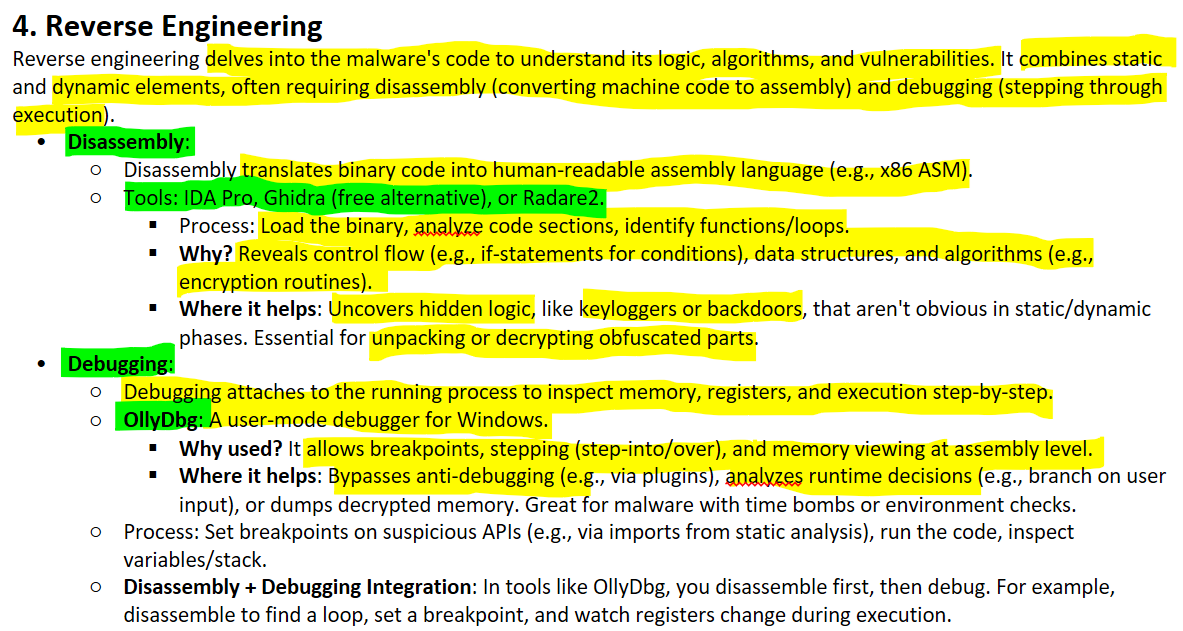 4. Reverse Engineering
Reverse engineering delves into the malware's code to understand its logic, algorithms, and vulnerabilities. It combines static
and dynamic elements, often requiring disassembly (converting machine code to assembly) and debugging (stepping through
execution).
• Disassembly:
○ Disassembly translates binary code into human-readable assembly language (e.g., x86 ASM).
○ Tools: IDA Pro, Ghidra (free alternative), or Radare2.
▪ Process: Load the binary, analyze code sections, identify functions/loops.
▪ Why? Reveals control flow (e.g., if-statements for conditions), data structures, and algorithms (e.g.,
encryption routines).
▪ Where it helps: Uncovers hidden logic, like keyloggers or backdoors, that aren't obvious in static/dynamic
phases. Essential for unpacking or decrypting obfuscated parts.
• Debugging:
○ Debugging attaches to the running process to inspect memory, registers, and execution step-by-step.
○ OllyDbg: A user-mode debugger for Windows.
▪ Why used? It allows breakpoints, stepping (step-into/over), and memory viewing at assembly level.
▪ Where it helps: Bypasses anti-debugging (e.g., via plugins), analyzes runtime decisions (e.g., branch on user
input), or dumps decrypted memory. Great for malware with time bombs or environment checks.
○ Process: Set breakpoints on suspicious APIs (e.g., via imports from static analysis), run the code, inspect
variables/stack.
○ Disassembly + Debugging Integration: In tools like OllyDbg, you disassemble first, then debug. For example,
disassemble to find a loop, set a breakpoint, and watch registers change during execution.